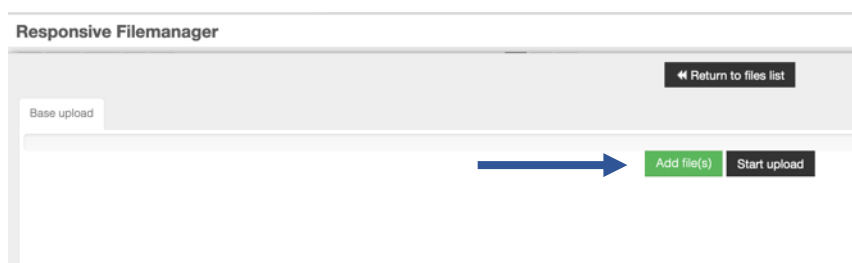 Responsive Filemanager
Return to files list
Base upload
Add file(s) Start upload